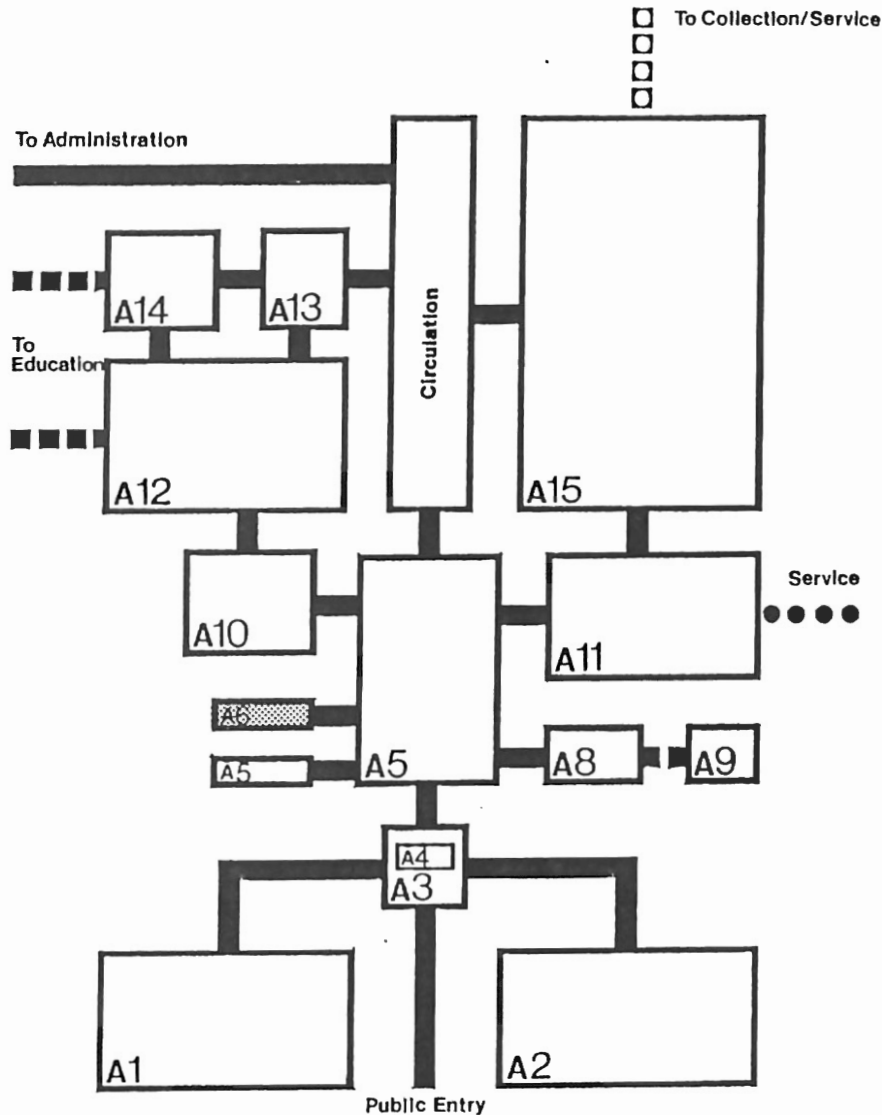 To Collection/Service
To Administration
A14
A13
Circulation
To
Education
A12
A15
A10
Service
A11
A6
A5
A5
A8
A9
A4
A3
A1
A2
Public Entry